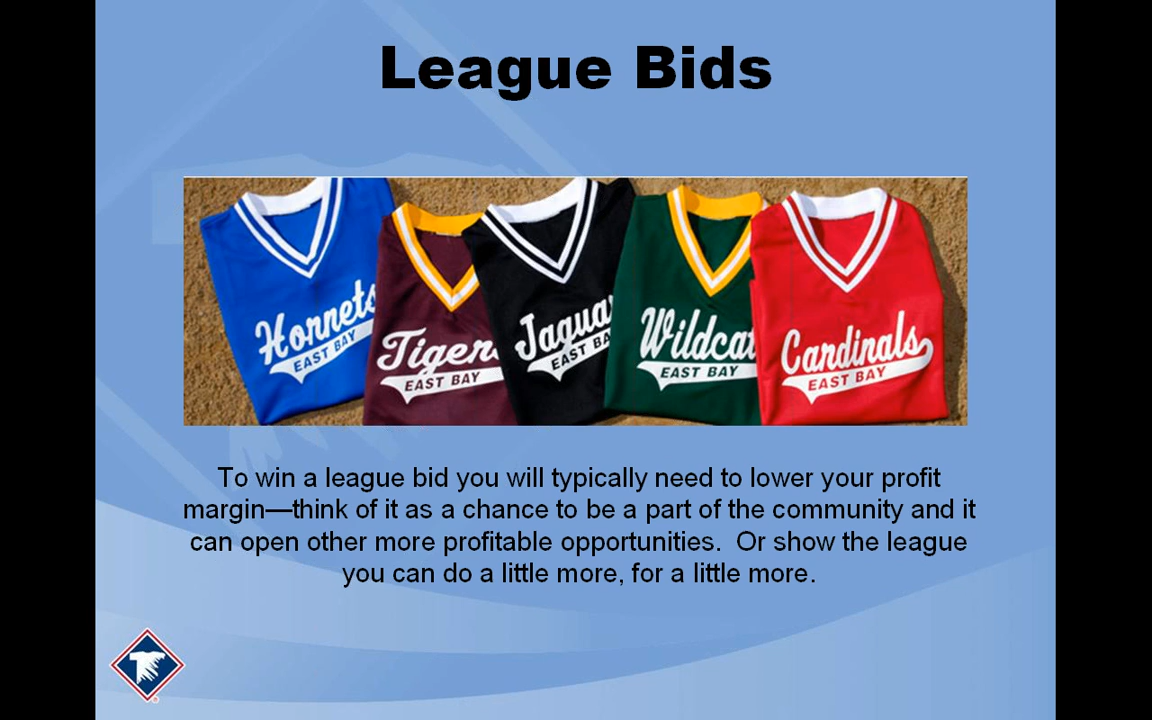 League Bids
Hornets
EAST BAY
Tigers
EAST BAY
Jagua
EAST BA
Wildcat
EAST BAY
Cardinals
EAST BAY
To win a league bid you will typically need to lower your profit
margin—think of it as a chance to be a part of the community and it
can open other more profitable opportunities.  Or show the league
you can do a little more, for a little more.